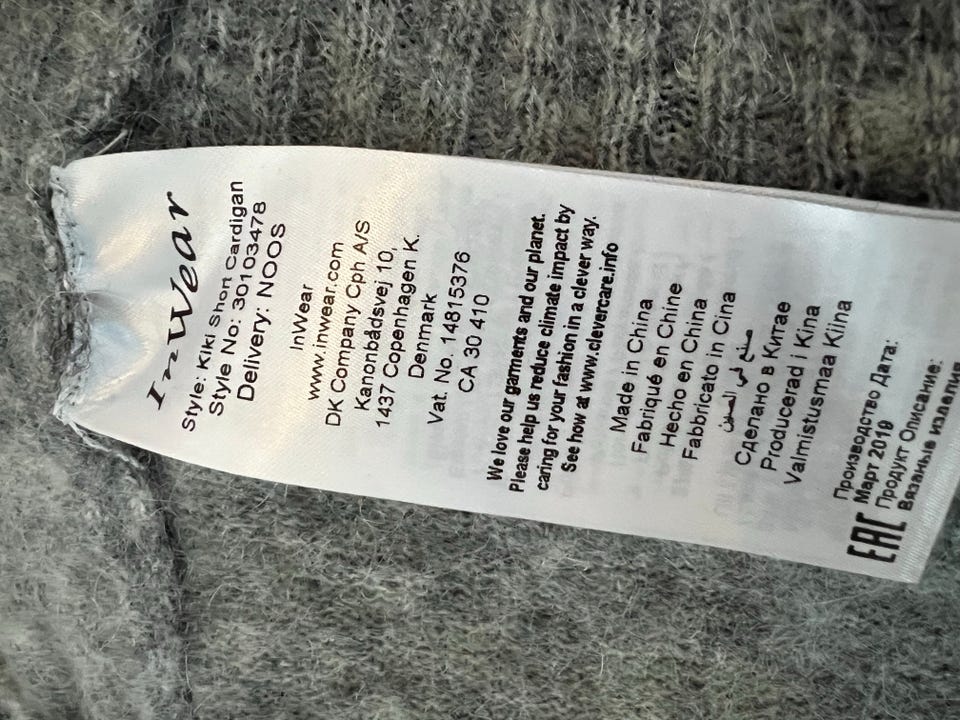 InWear
Style: Kiki Short Cardigan
Style No: 30103478
Delivery: NOOS
InWear
www.inwear.com
DK Company Cph A/S
Kanonbådsvej 10,
1437 Copenhagen K.
Denmark
Vat. No. 14815376
CA 30 410
We love our garments and our planet.
Please help us reduce climate impact by
caring for your fashion in a clever way.
See how at www.clevercare.info
Made in China
Fabriqué en Chine
Hecho en China
Fabbricato in Cina
صنع في الصين
Сделано в Китае
Producerad i Kina
Valmistusmaa Kiina
EAC
Производство Дата:
Март 2019
Продукт Описание:
Вязаные изделия